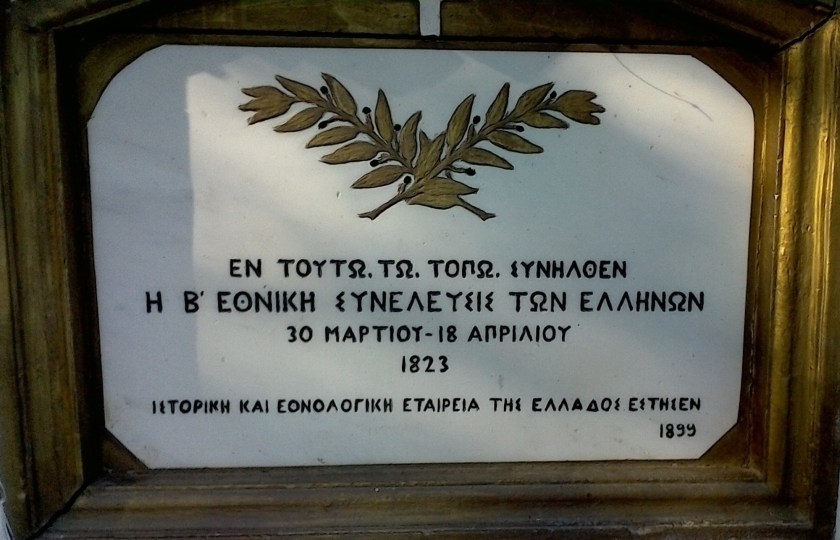 ΕΝ ΤΟΥΤΩ. ΤΩ. ΤΟΠΩ. ΣΥΝΗΛΘΕΝ
Η Β' ΕΘΝΙΚΗ ΣΥΝΕΛΕΥΣΙΣ ΤΩΝ ΕΛΛΗΝΩΝ
30 ΜΑΡΤΙΟΥ-18 ΑΠΡΙΛΙΟΥ
1823
ΙΣΤΟΡΙΚΗ ΚΑΙ ΕΘΝΟΛΟΓΙΚΗ ΕΤΑΙΡΕΙΑ ΤΗΣ ΕΛΛΑΔΟΣ ΕΣΤΗΣΕΝ
1899